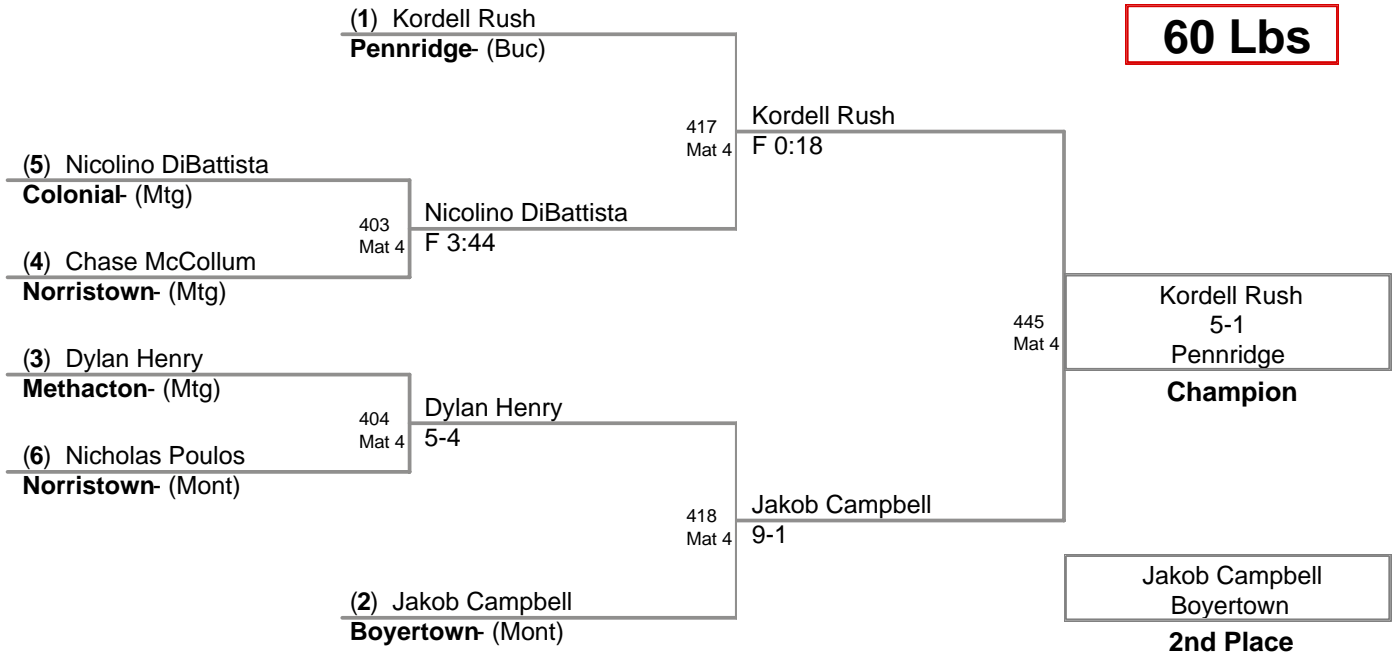 (1) Kordell Rush
Pennridge- (Buc)
60 Lbs
417
Mat 4
Kordell Rush
F 0:18
(5) Nicolino DiBattista
Colonial- (Mtg)
403
Mat 4
Nicolino DiBattista
F 3:44
(4) Chase McCollum
Norristown- (Mtg)
445
Mat 4
Kordell Rush
5-1
Pennridge
Champion
(3) Dylan Henry
Methacton- (Mtg)
404
Mat 4
Dylan Henry
5-4
(6) Nicholas Poulos
Norristown- (Mont)
418
Mat 4
Jakob Campbell
9-1
(2) Jakob Campbell
Boyertown- (Mont)
Jakob Campbell
Boyertown
2nd Place